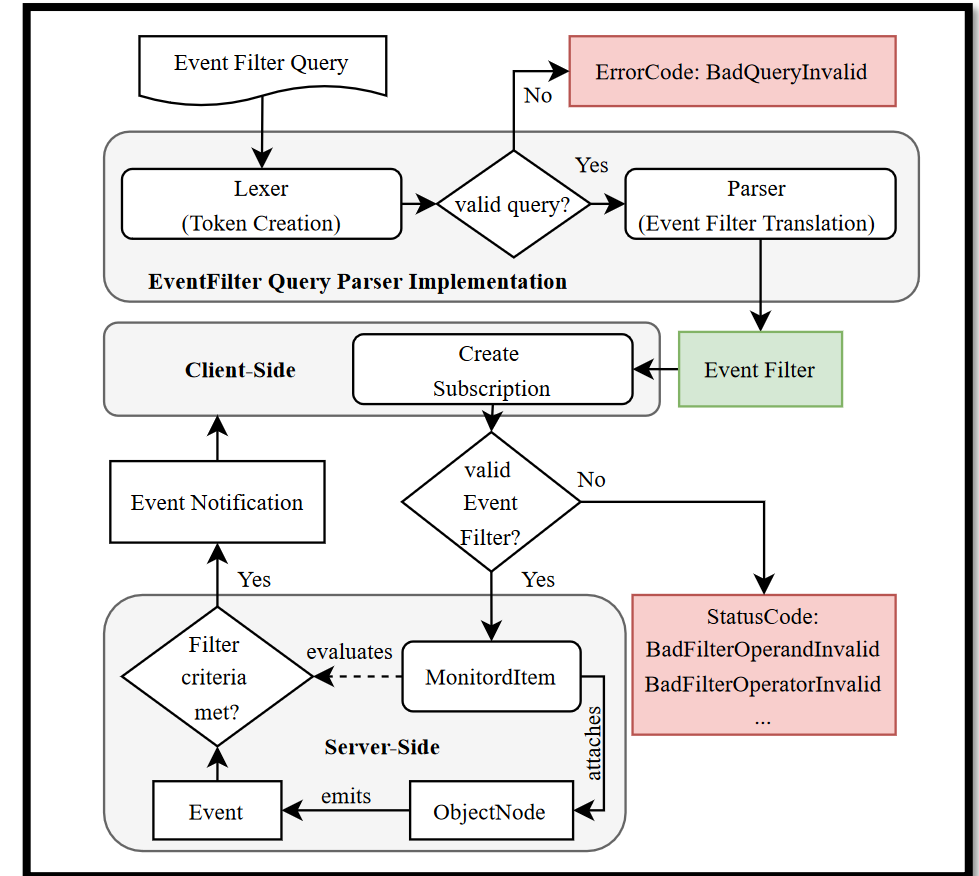 Event Filter Query
ErrorCode: BadQueryInvalid
No
Yes
Lexer
(Token Creation)
valid query?
Parser
(Event Filter Translation)
EventFilter Query Parser Implementation
Client-Side
Create
Subscription
Event Filter
valid
Event
Filter?
No
Yes
Event Notification
Yes
StatusCode:
BadFilterOperandInvalid
BadFilterOperatorInvalid
...
Filter
criteria
met?
evaluates
MonitordItem
attaches
Server-Side
Event
emits
ObjectNode